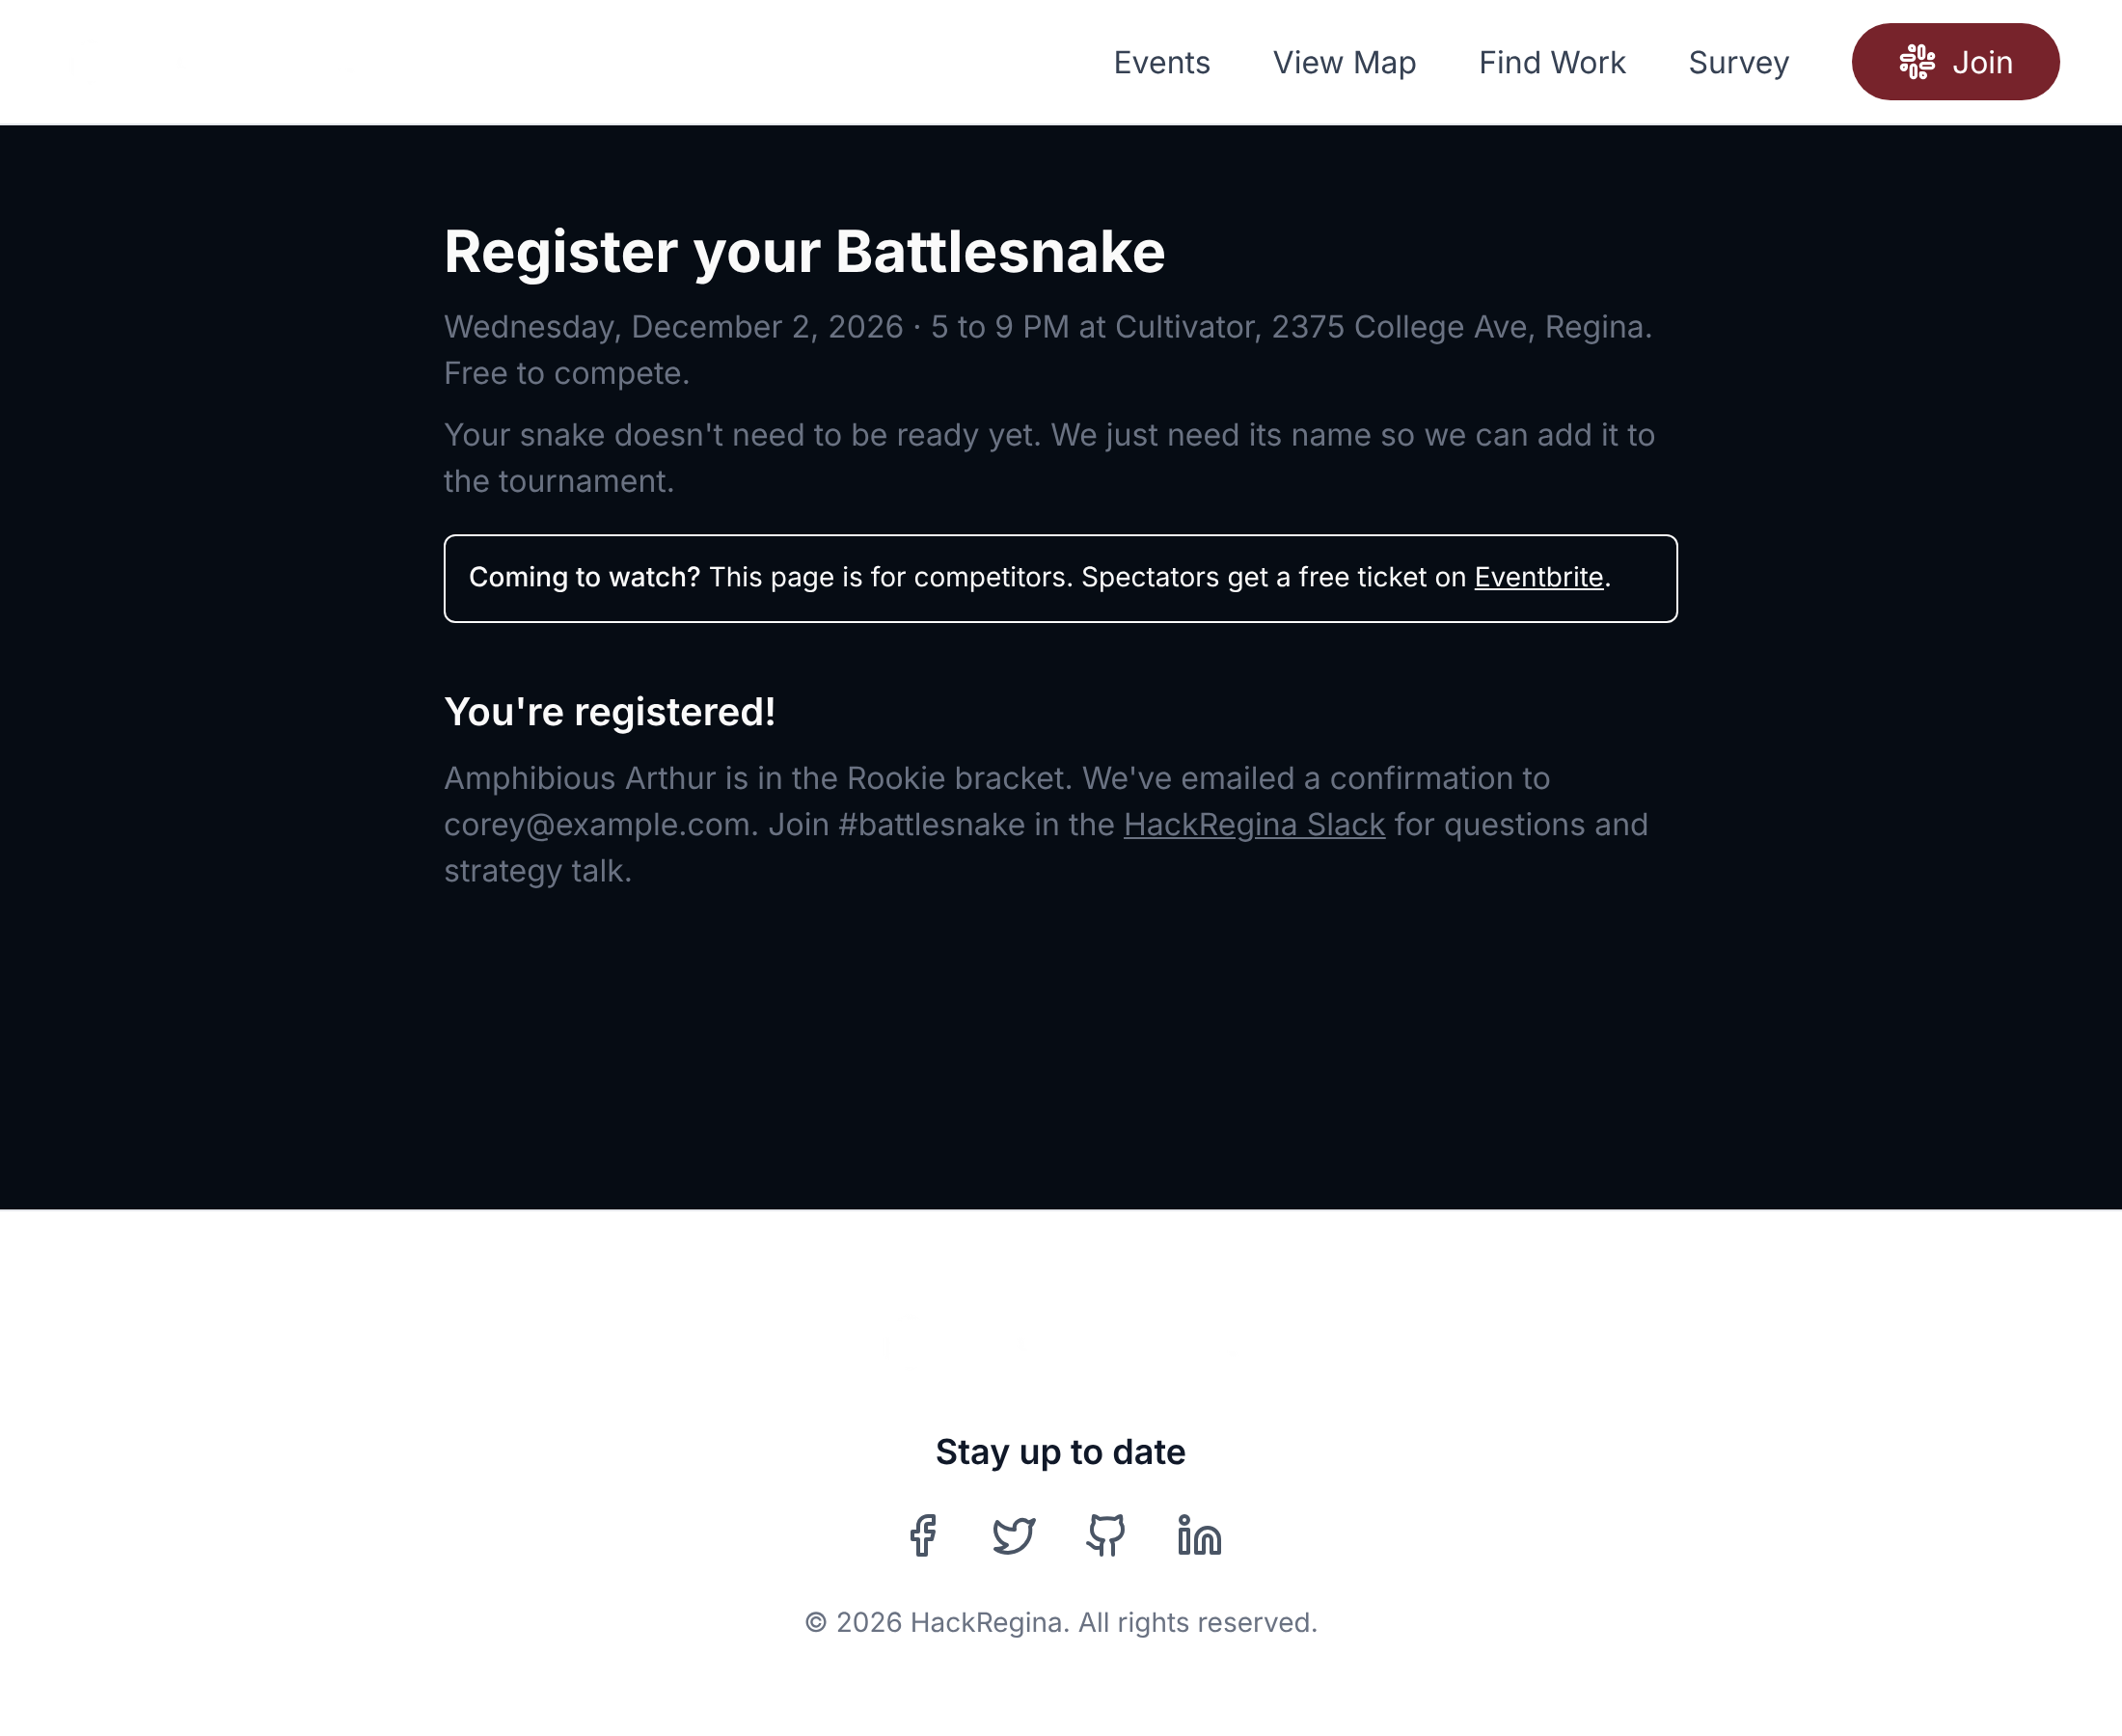 Events View Map Find Work Survey Join
Register your Battlesnake
Wednesday, December 2, 2026 · 5 to 9 PM at Cultivator, 2375 College Ave, Regina.
Free to compete.
Your snake doesn't need to be ready yet. We just need its name so we can add it to
the tournament.
Coming to watch? This page is for competitors. Spectators get a free ticket on Eventbrite.
You're registered!
Amphibious Arthur is in the Rookie bracket. We've emailed a confirmation to
corey@example.com. Join #battlesnake in the HackRegina Slack for questions and
strategy talk.
Stay up to date
© 2026 HackRegina. All rights reserved.